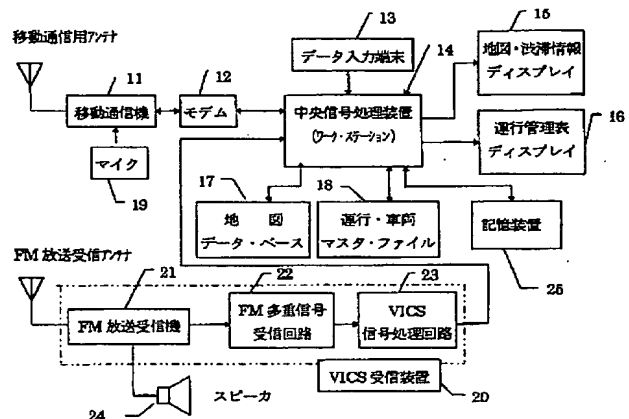 移動通信用アンテナ
11
移動通信機
12
モデム
マイク
19
13
データ入力端末
14
中央信号処理装置
(ワーク・ステーション)
15
地図・渋滞情報
ディスプレイ
運行管理表
ディスプレイ
16
17
地 図
データ・ベース
18
運行・車両
マスタ・ファイル
記憶装置
25
FM 放送受信アンテナ
21
FM 放送受信機
22
FM 多重信号
受信回路
23
VICS
信号処理回路
24
スピーカ
VICS 受信装置
20